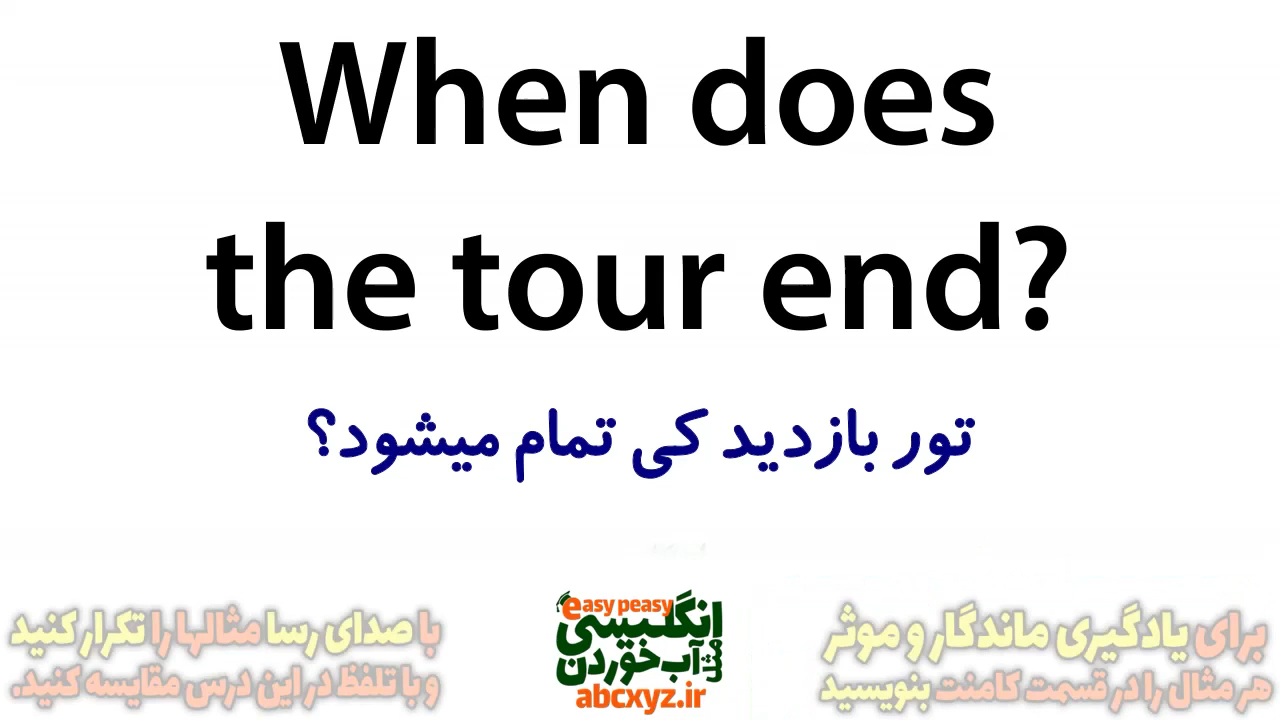 When does
the tour end?
تور بازدید کی تمام میشود؟
برای یادگیری ماندگار و موثر
هر مثال را در قسمت کامنت بنویسید
easy peasy
انگلیسی
مثل آب خوردن
abcxyz.ir
با صدای رسا مثالها را تکرار کنید
و با تلفظ در این درس مقایسه کنید.